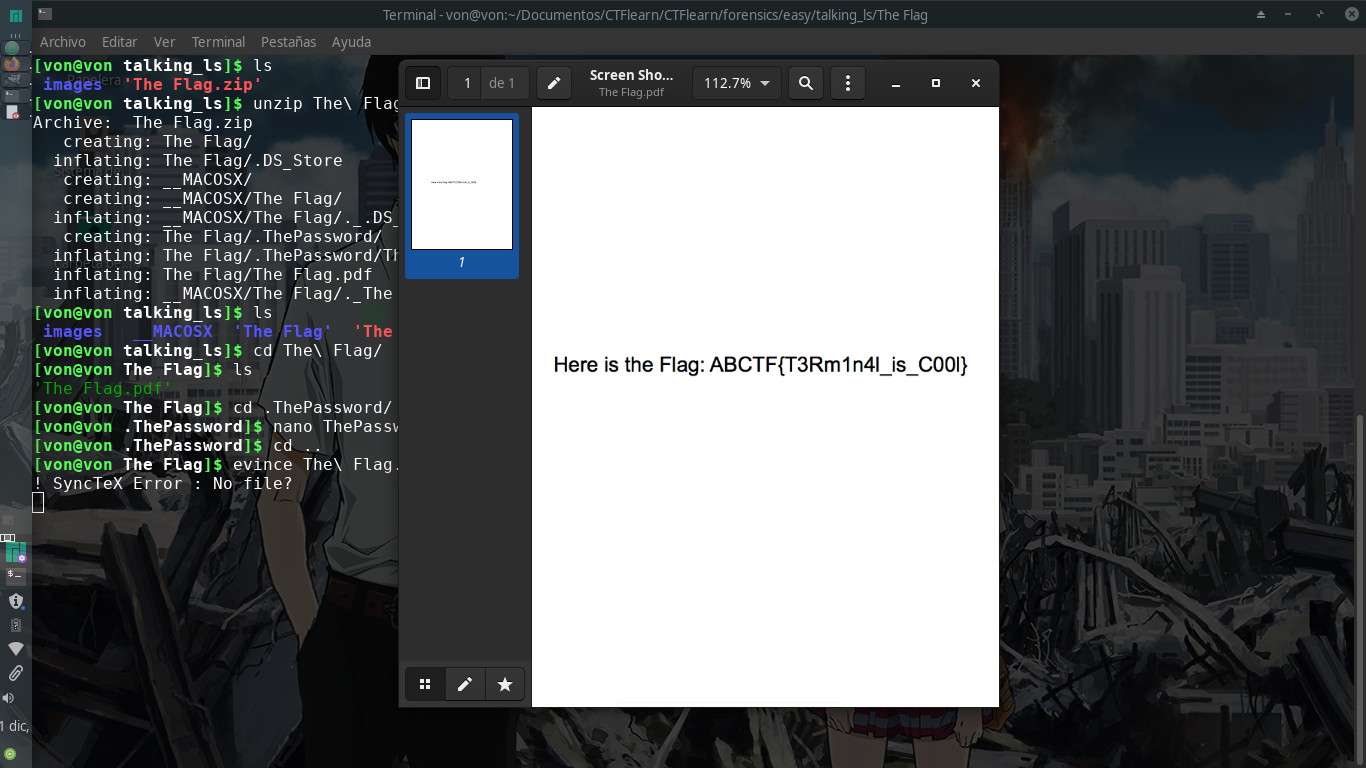 Terminal - von@von:~/Documentos/CTFlearn/CTFlearn/forensics/easy/talking_ls/The Flag
Archivo Editar Ver Terminal Pestañas Ayuda
[von@von talking_ls]$ ls
images 'The Flag.zip'
[von@von talking_ls]$ unzip The\ Flag
Archive:  The Flag.zip
creating: The Flag/
inflating: The Flag/.DS_Store
creating: __MACOSX/
creating: __MACOSX/The Flag/
inflating: __MACOSX/The Flag/._.DS_
creating: The Flag/.ThePassword/
inflating: The Flag/.ThePassword/Th
inflating: The Flag/The Flag.pdf
inflating: __MACOSX/The Flag/._The
[von@von talking_ls]$ ls
images __MACOSX 'The Flag' 'The
[von@von talking_ls]$ cd The\ Flag/
[von@von The Flag]$ ls
'The Flag.pdf'
[von@von The Flag]$ cd .ThePassword/
[von@von .ThePassword]$ nano ThePassw
[von@von .ThePassword]$ cd ..
[von@von The Flag]$ evince The\ Flag.
! SyncTeX Error : No file?
1 de 1
Screen Sho...
The Flag.pdf
112.7%
1
Here is the Flag: ABCTF{T3Rm1n4l_is_C00l}
1 dic,